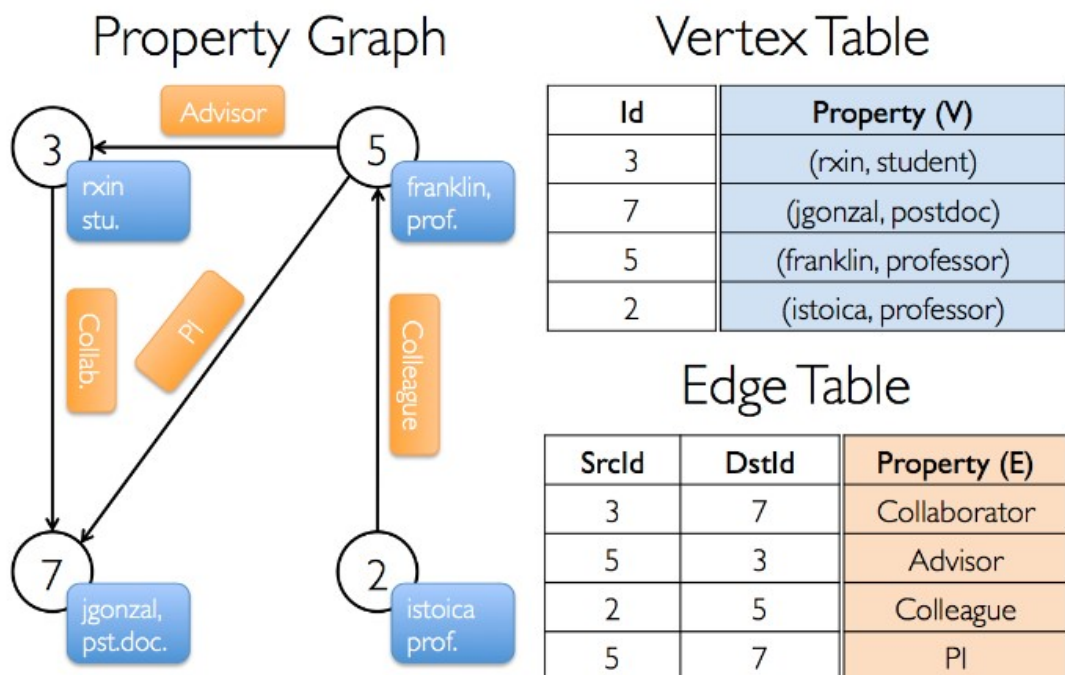 Property Graph
Advisor
3
5
rxin
stu.
franklin,
prof.
Collab.
PI
Colleague
7
2
jgonzal,
pst.doc.
istoica
prof.
Vertex Table
Id Property (V)
3 (rxin, student)
7 (jgonzal, postdoc)
5 (franklin, professor)
2 (istoica, professor)
Edge Table
SrcId DstId Property (E)
3 7 Collaborator
5 3 Advisor
2 5 Colleague
5 7 PI